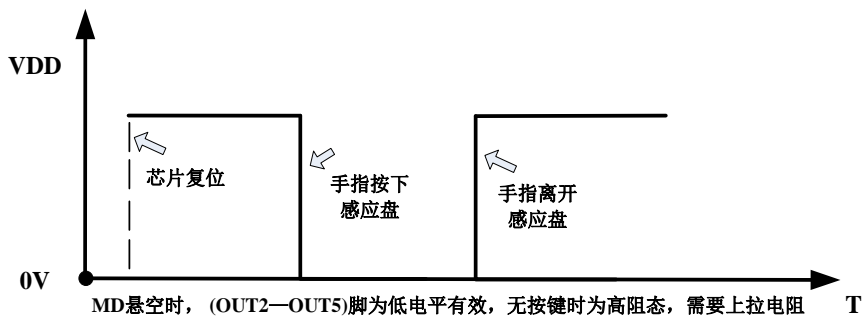 VDD
芯片复位
手指按下
感应盘
手指离开
感应盘
0V
MD悬空时， (OUT2—OUT5)脚为低电平有效，无按键时为高阻态，需要上拉电阻
T